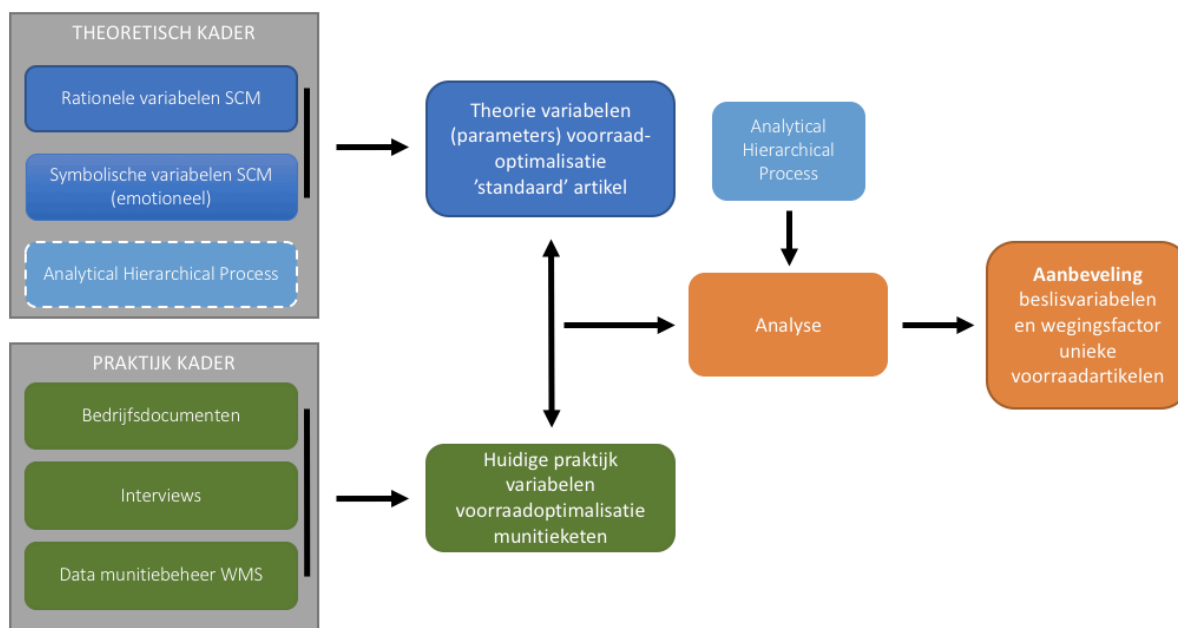 THEORETISCH KADER
Rationele variabelen SCM
Symbolische variabelen SCM
(emotioneel)
Analytical Hierarchical Process
PRAKTIJK KADER
Bedrijfsdocumenten
Interviews
Data munitiebeheer WMS
Theorie variabelen
(parameters) voorraad-
optimalisatie
'standaard' artikel
Huidige praktijk
variabelen
voorraadoptimalisatie
munitieketen
Analytical
Hierarchical
Process
Analyse
Aanbeveling
beslisvariabelen
en wegingsfactor
unieke
voorraadartikelen